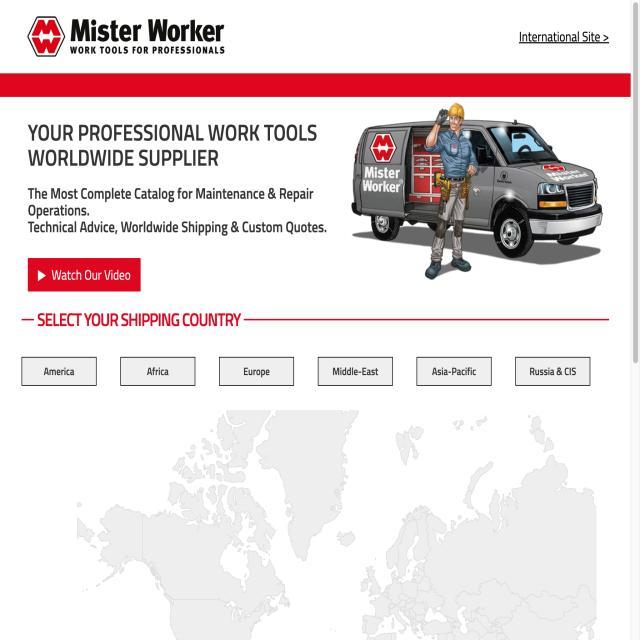 Mister Worker
WORK TOOLS FOR PROFESSIONALS
International Site >
YOUR PROFESSIONAL WORK TOOLS
WORLDWIDE SUPPLIER
The Most Complete Catalog for Maintenance & Repair
Operations.
Technical Advice, Worldwide Shipping & Custom Quotes.
Mister
Worker
Mister
Worker
Watch Our Video
SELECT YOUR SHIPPING COUNTRY
America
Africa
Europe
Middle-East
Asia-Pacific
Russia & CIS